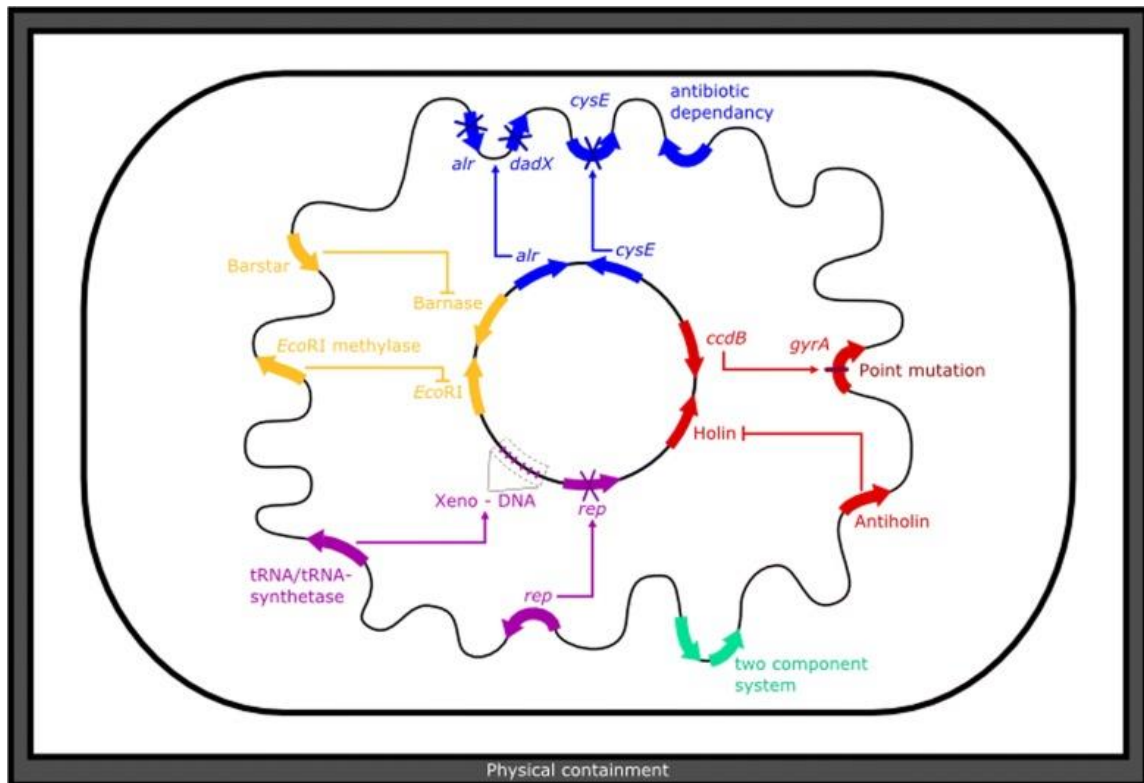 cysE
antibiotic
dependancy
alr
dadX
alr
cysE
Barstar
Barnase
ccdB
gyrA
EcoRI methylase
Point mutation
EcoRI
Holin
Xeno - DNA
rep
Antiholin
tRNA/tRNA-
synthetase
rep
two component
system
Physical containment